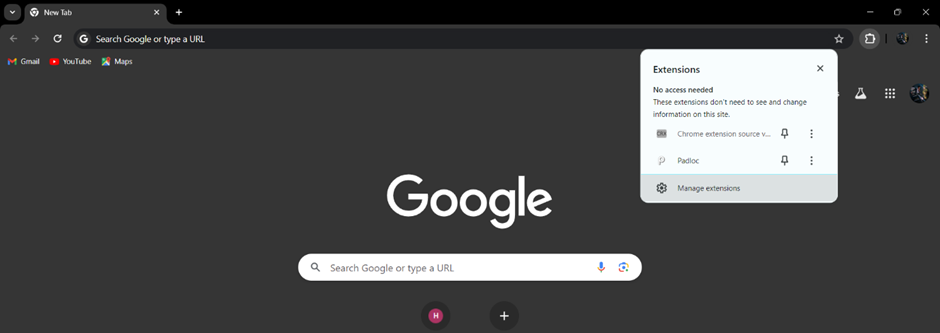 New Tab
Search Google or type a URL
Gmail
YouTube
Maps
Extensions
No access needed
These extensions don't need to see and change
information on this site.
Chrome extension source v...
Padloc
Manage extensions
Google
Search Google or type a URL
H